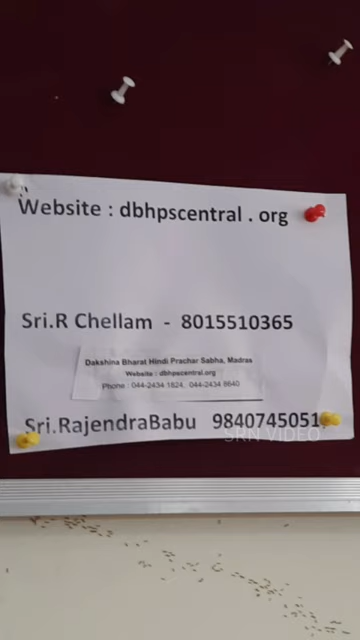 Website : dbhpscentral . org
Sri.R Chellam - 8015510365
Dakshina Bharat Hindi Prachar Sabha, Madras
Website : dbhpscentral.org
Phone : 044-2434 1824, 044-2434 8640
Sri.RajendraBabu 9840745051
SRN VIDEO